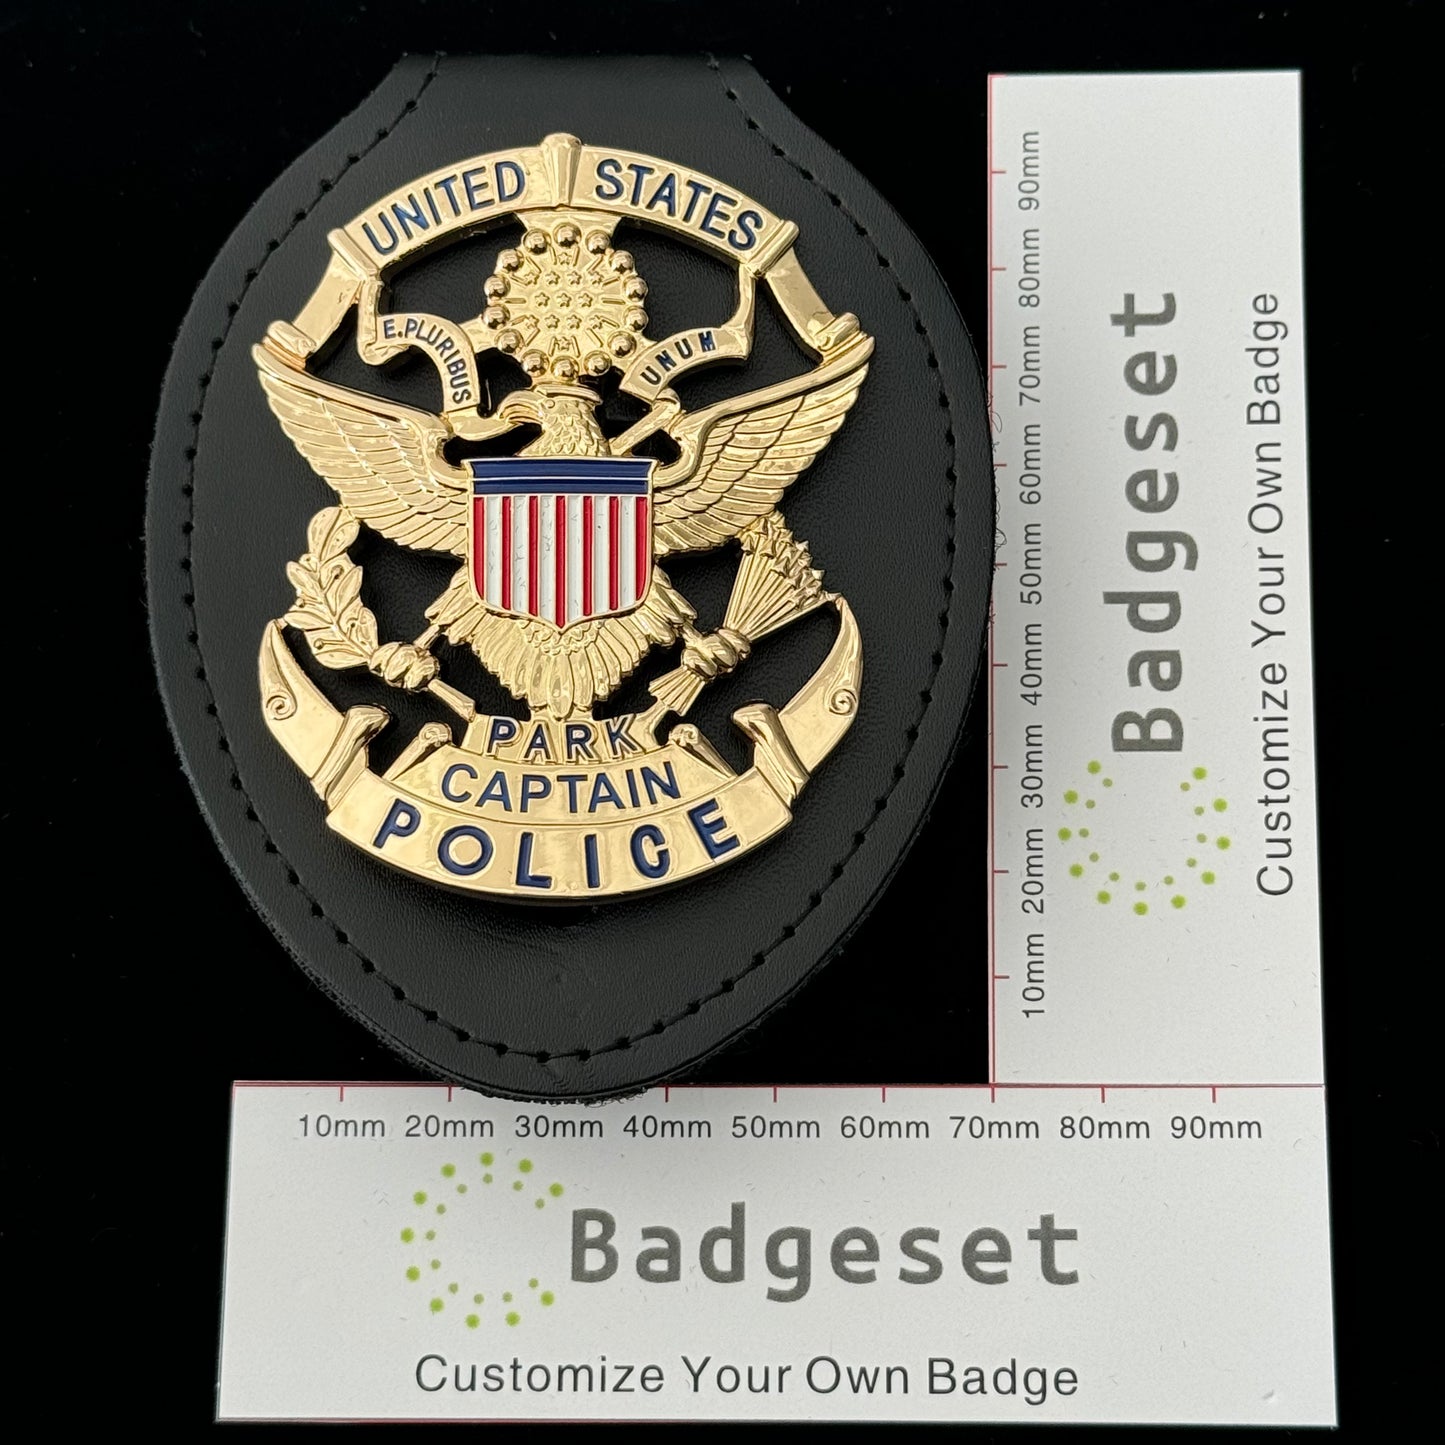 UNITED STATES
E.PLURIBUS UNUM
PARK
CAPTAIN
POLICE
10mm 20mm 30mm 40mm 50mm 60mm 70mm 80mm 90mm
Badgeset
Customize Your Own Badge
10mm 20mm 30mm 40mm 50mm 60mm 70mm 80mm 90mm
Badgeset
Customize Your Own Badge